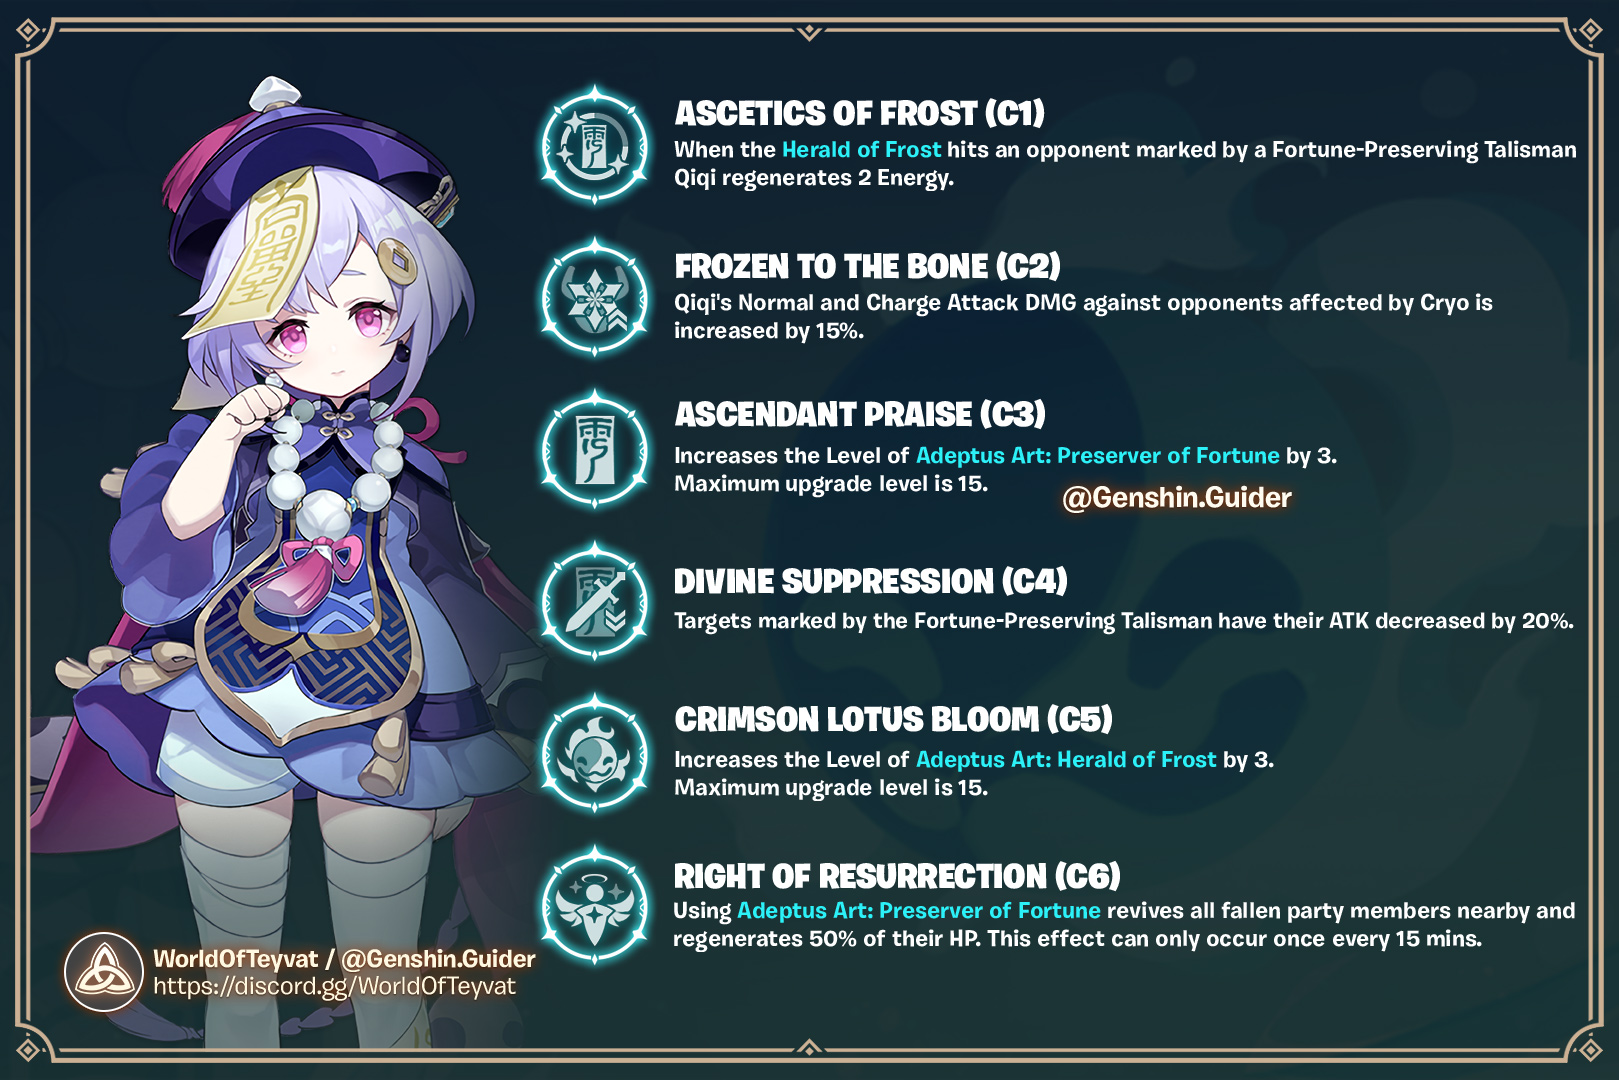 ASCETICS OF FROST (C1)
When the Herald of Frost hits an opponent marked by a Fortune-Preserving Talisman
Qiqi regenerates 2 Energy.
FROZEN TO THE BONE (C2)
Qiqi's Normal and Charge Attack DMG against opponents affected by Cryo is
increased by 15%.
ASCENDANT PRAISE (C3)
Increases the Level of Adeptus Art: Preserver of Fortune by 3.
Maximum upgrade level is 15.
@Genshin.Guider
DIVINE SUPPRESSION (C4)
Targets marked by the Fortune-Preserving Talisman have their ATK decreased by 20%.
CRIMSON LOTUS BLOOM (C5)
Increases the Level of Adeptus Art: Herald of Frost by 3.
Maximum upgrade level is 15.
RIGHT OF RESURRECTION (C6)
Using Adeptus Art: Preserver of Fortune revives all fallen party members nearby and
regenerates 50% of their HP. This effect can only occur once every 15 mins.
WorldOfTeyvat / @Genshin.Guider
https://discord.gg/WorldOfTeyvat